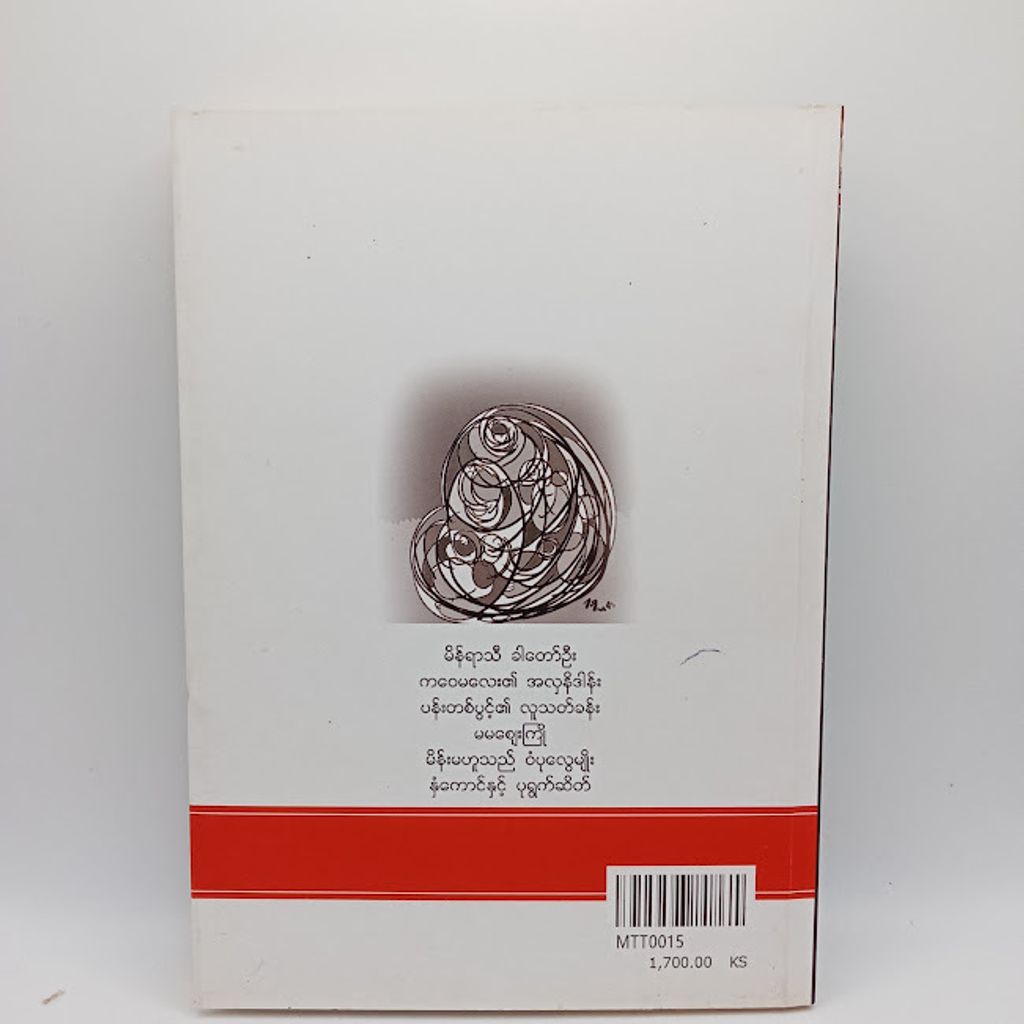 မိန်ရာသီ ခါတော်ဦး
ကဝေမလေး၏ အလှနိဒါန်း
ပန်းတစ်ပွင့်၏ လူသတ်ခန်း
မမဈေးကြို
မိန်းမဟူသည် ဝံပုလွေမျိုး
နှံကောင်နှင့် ပုရွက်ဆိတ်
MTT0015
1,700.00 KS